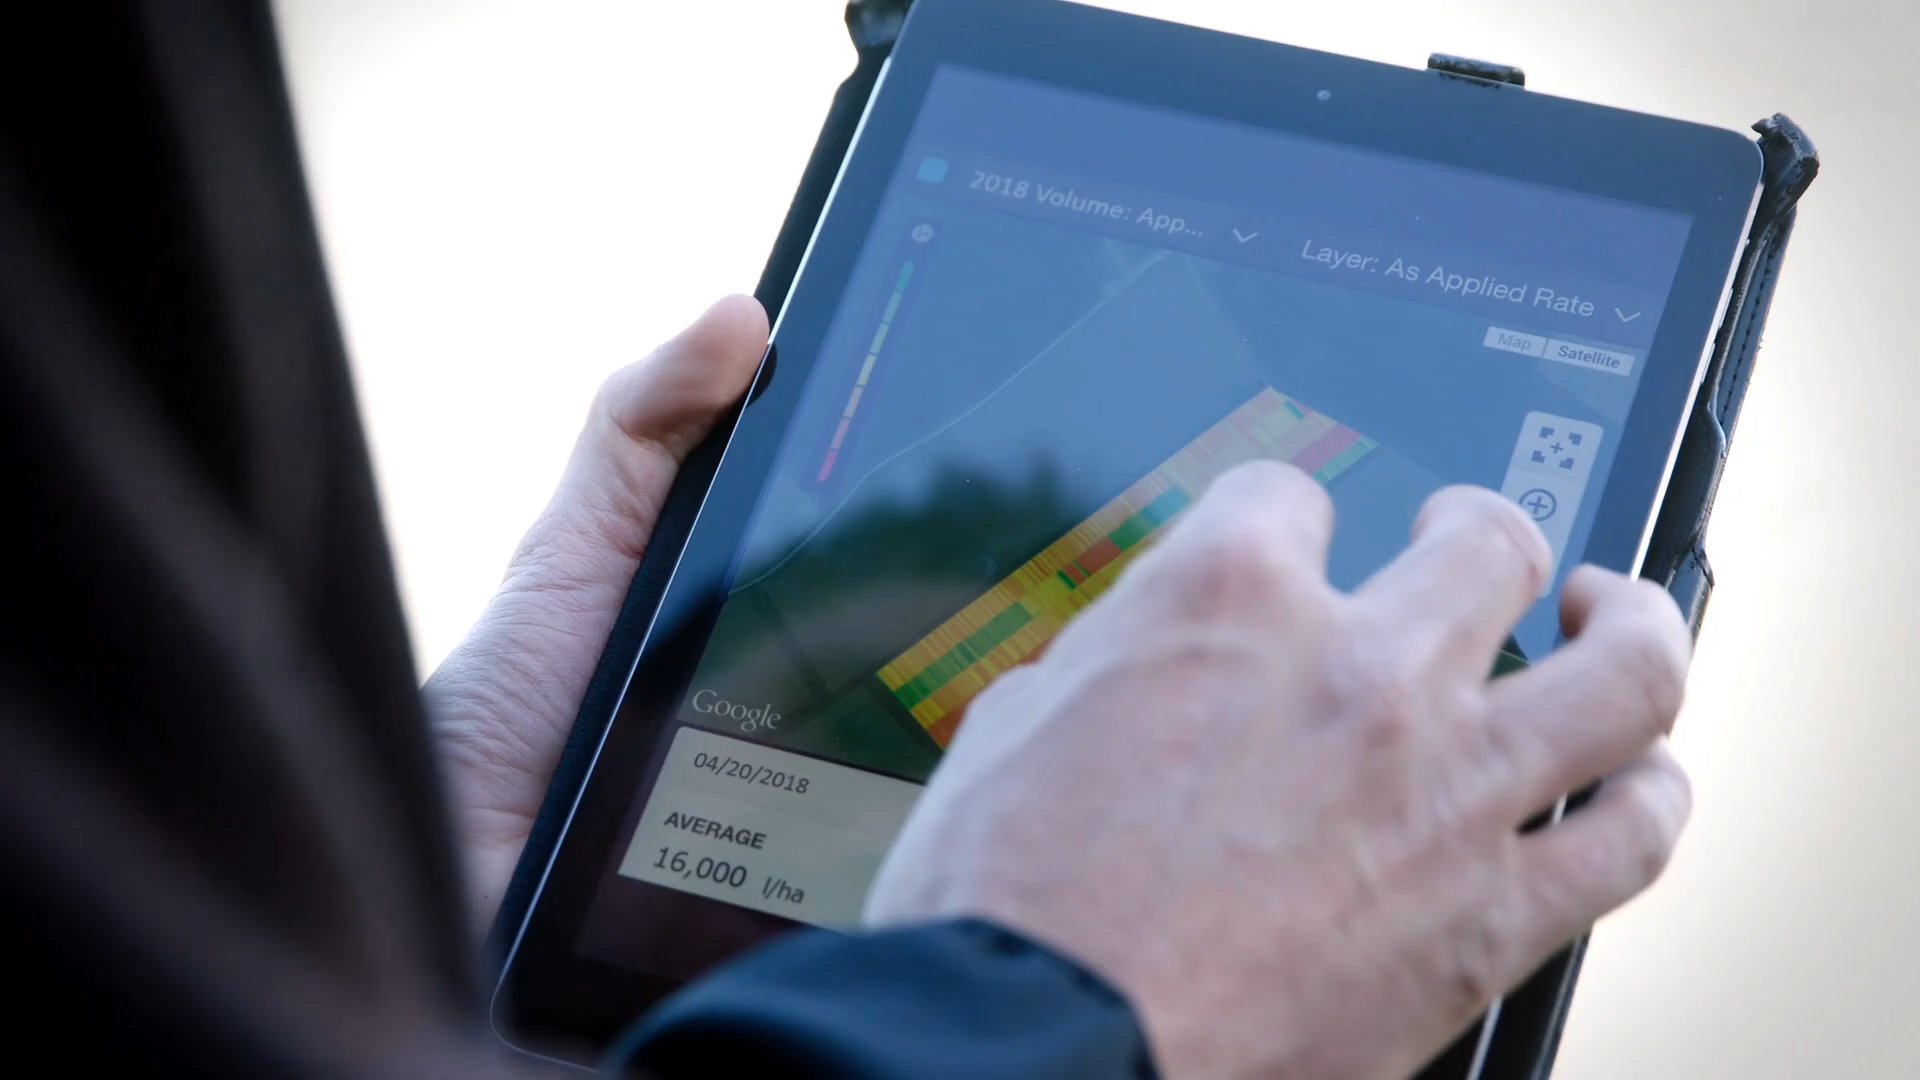 2018 Volume: App...
Layer: As Applied Rate
Map
Satellite
Google
04/20/2018
AVERAGE
16,000 l/ha